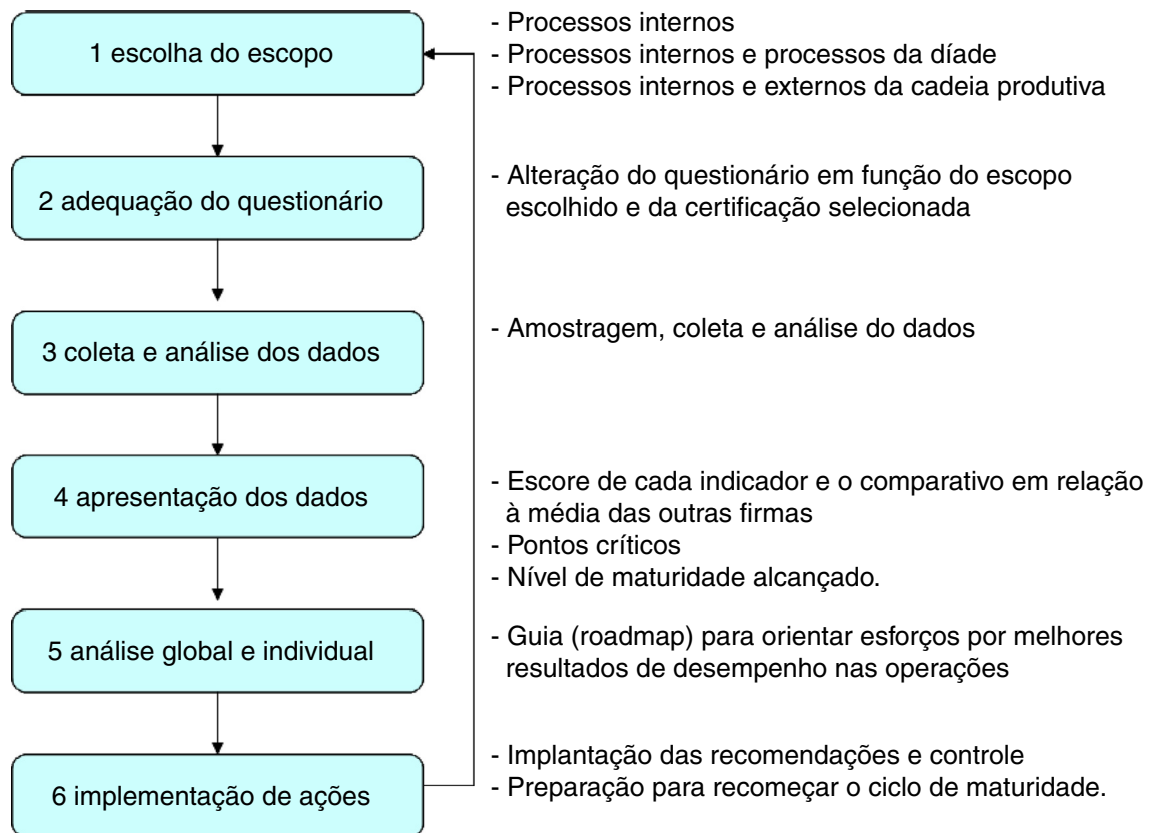 1 escolha do escopo
- Processos internos
- Processos internos e processos da díade
- Processos internos e externos da cadeia produtiva
2 adequação do questionário
- Alteração do questionário em função do escopo
escolhido e da certificação selecionada
3 coleta e análise dos dados
- Amostragem, coleta e análise do dados
4 apresentação dos dados
- Escore de cada indicador e o comparativo em relação
à média das outras firmas
- Pontos críticos
- Nível de maturidade alcançado.
5 análise global e individual
- Guia (roadmap) para orientar esforços por melhores
resultados de desempenho nas operações
6 implementação de ações
- Implantação das recomendações e controle
- Preparação para recomeçar o ciclo de maturidade.